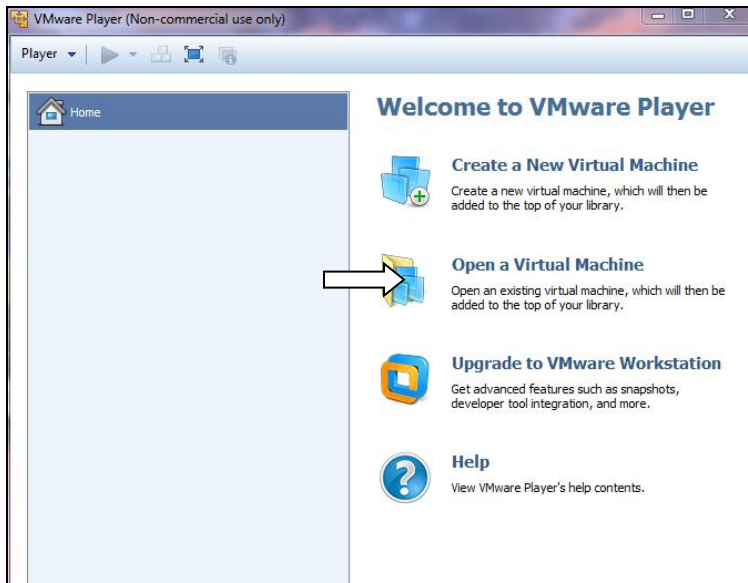 VMware Player (Non-commercial use only)
Player
Home
Welcome to VMware Player
Create a New Virtual Machine
Create a new virtual machine, which will then be
added to the top of your library.
Open a Virtual Machine
Open an existing virtual machine, which will then be
added to the top of your library.
Upgrade to VMware Workstation
Get advanced features such as snapshots,
developer tool integration, and more.
Help
View VMware Player's help contents.